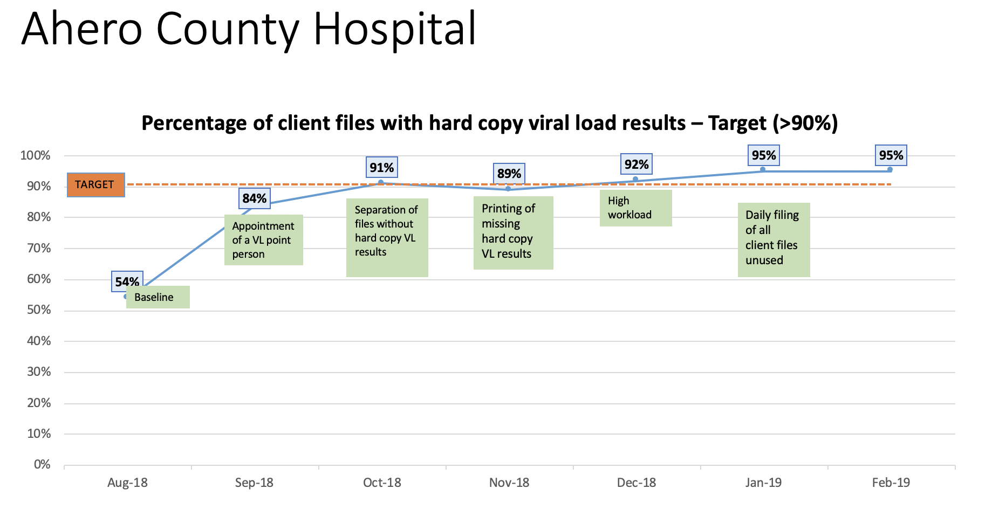 Ahero County Hospital
Percentage of client files with hard copy viral load results – Target (>90%)
100%
90%
80%
70%
60%
50%
40%
30%
20%
10%
0%
TARGET
54%
Baseline
84%
Appointment
of a VL point
person
91%
Separation of
files without
hard copy VL
results
89%
Printing of
missing
hard copy
VL results
92%
High
workload
95%
Daily filing
of all
client files
unused
95%
Aug-18
Sep-18
Oct-18
Nov-18
Dec-18
Jan-19
Feb-19